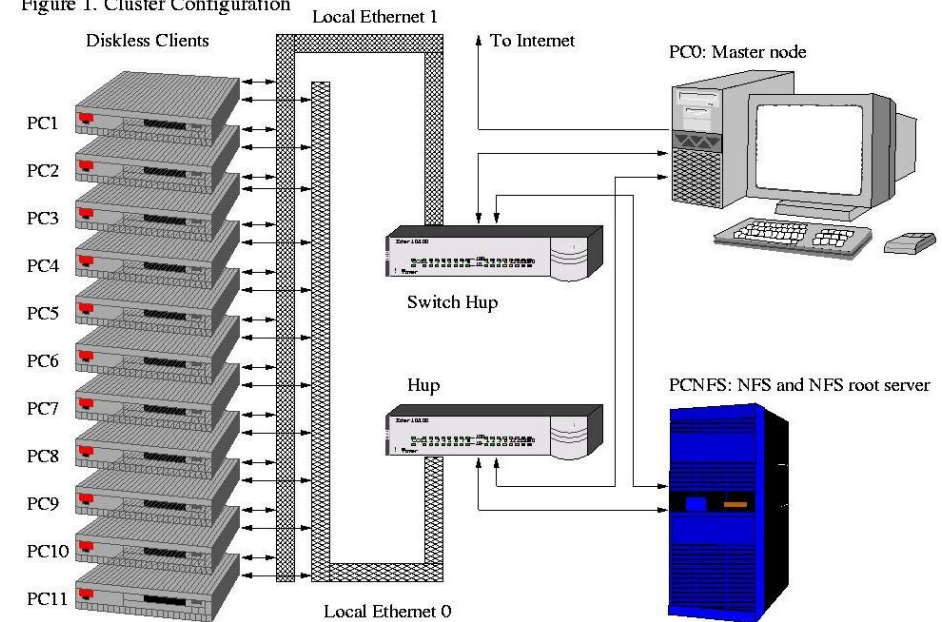 Figure 1. Cluster Configuration
Local Ethernet 1
Diskless Clients
To Internet
PC0: Master node
PC1
PC2
PC3
PC4
PC5
PC6
PC7
PC8
PC9
PC10
PC11
Switch Hup
Hup
PCNFS: NFS and NFS root server
Local Ethernet 0